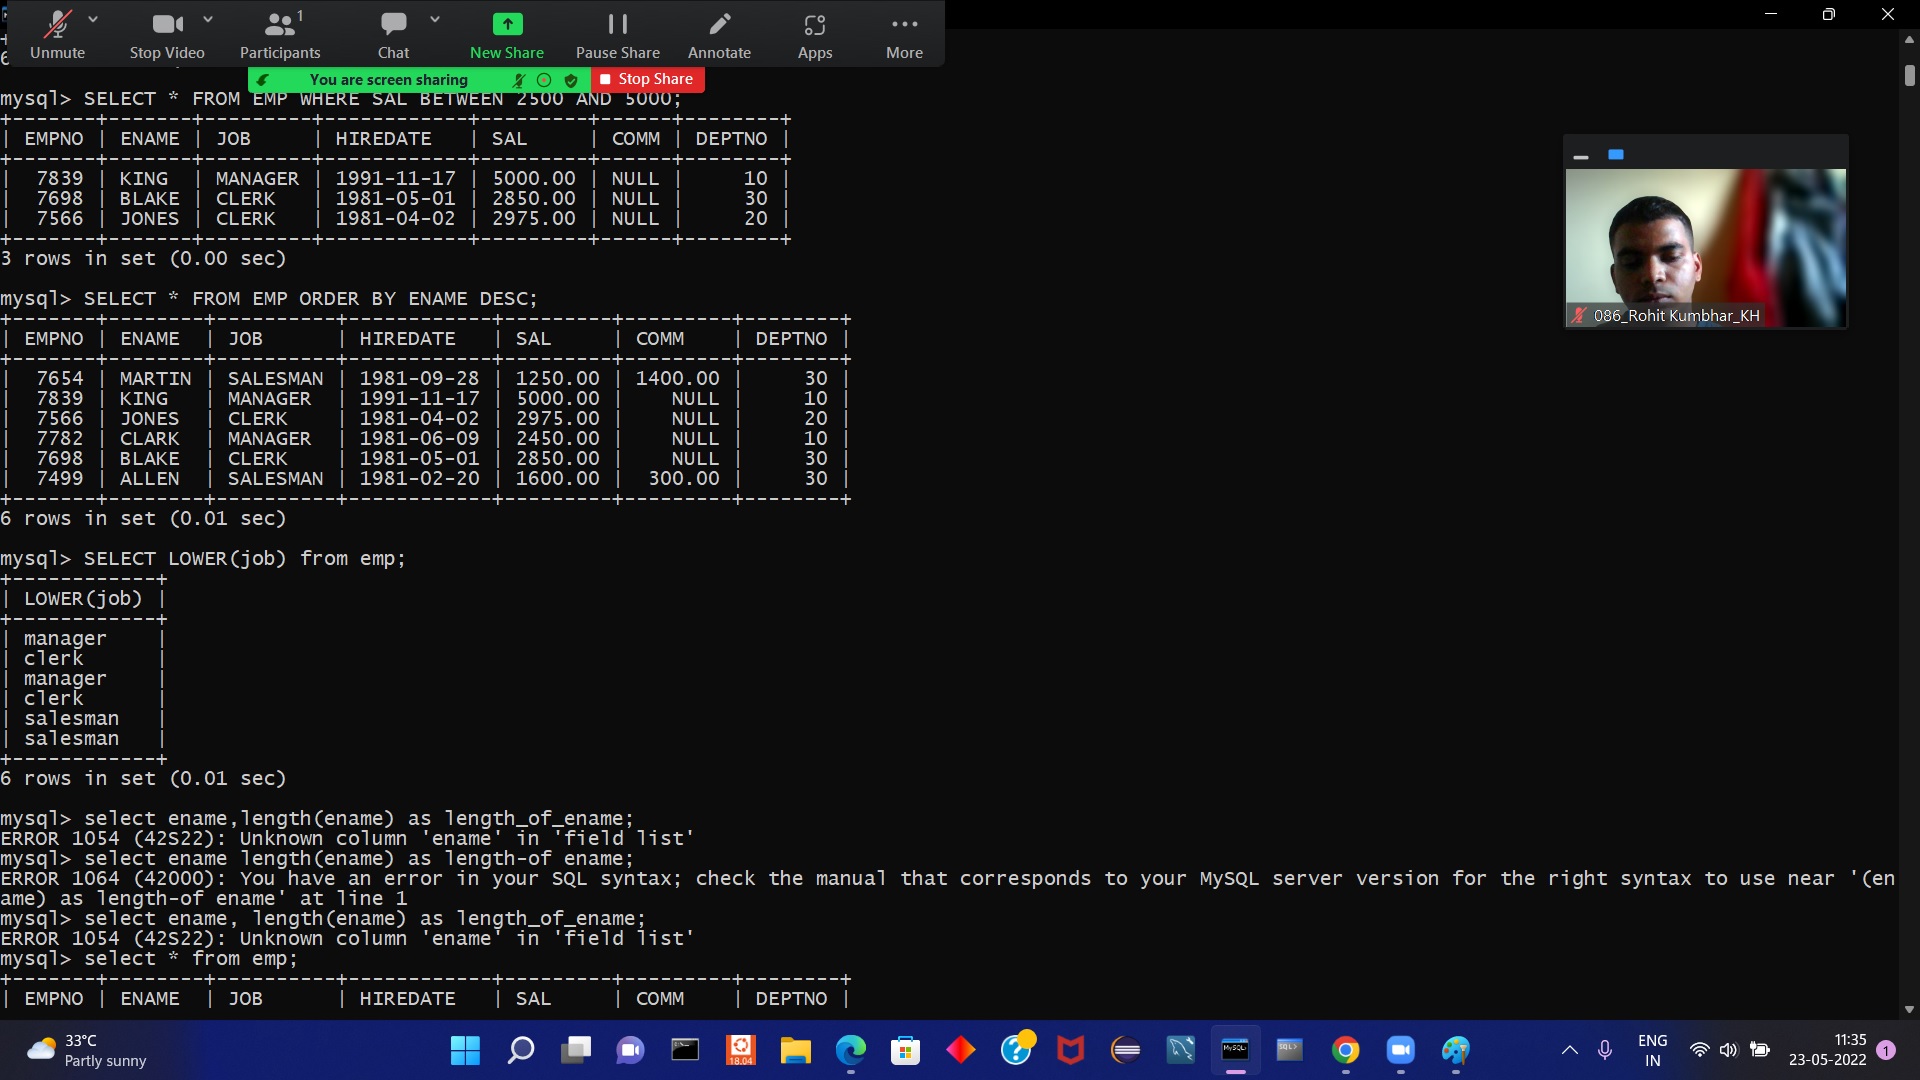 Unmute Stop Video Participants 1 Chat New Share Pause Share Annotate Apps More
You are screen sharing Stop Share
mysql> SELECT * FROM EMP WHERE SAL BETWEEN 2500 AND 5000;
+-------+-------+---------+------------+---------+------+--------+
| EMPNO | ENAME | JOB     | HIREDATE   | SAL     | COMM | DEPTNO |
+-------+-------+---------+------------+---------+------+--------+
|  7839 | KING  | MANAGER | 1991-11-17 | 5000.00 | NULL |     10 |
|  7698 | BLAKE | CLERK   | 1981-05-01 | 2850.00 | NULL |     30 |
|  7566 | JONES | CLERK   | 1981-04-02 | 2975.00 | NULL |     20 |
+-------+-------+---------+------------+---------+------+--------+
3 rows in set (0.00 sec)
086_Rohit Kumbhar_KH
mysql> SELECT * FROM EMP ORDER BY ENAME DESC;
+-------+--------+----------+------------+---------+---------+--------+
| EMPNO | ENAME  | JOB      | HIREDATE   | SAL     | COMM    | DEPTNO |
+-------+--------+----------+------------+---------+---------+--------+
|  7654 | MARTIN | SALESMAN | 1981-09-28 | 1250.00 | 1400.00 |     30 |
|  7839 | KING   | MANAGER  | 1991-11-17 | 5000.00 |    NULL |     10 |
|  7566 | JONES  | CLERK    | 1981-04-02 | 2975.00 |    NULL |     20 |
|  7782 | CLARK  | MANAGER  | 1981-06-09 | 2450.00 |    NULL |     10 |
|  7698 | BLAKE  | CLERK    | 1981-05-01 | 2850.00 |    NULL |     30 |
|  7499 | ALLEN  | SALESMAN | 1981-02-20 | 1600.00 |  300.00 |     30 |
+-------+--------+----------+------------+---------+---------+--------+
6 rows in set (0.01 sec)
mysql> SELECT LOWER(job) from emp;
+------------+
| LOWER(job) |
+------------+
| manager    |
| clerk      |
| manager    |
| clerk      |
| salesman   |
| salesman   |
+------------+
6 rows in set (0.01 sec)
mysql> select ename,length(ename) as length_of_ename;
ERROR 1054 (42S22): Unknown column 'ename' in 'field list'
mysql> select ename length(ename) as length-of ename;
ERROR 1064 (42000): You have an error in your SQL syntax; check the manual that corresponds to your MySQL server version for the right syntax to use near '(en
ame) as length-of ename' at line 1
mysql> select ename, length(ename) as length_of_ename;
ERROR 1054 (42S22): Unknown column 'ename' in 'field list'
mysql> select * from emp;
+-------+--------+----------+------------+---------+---------+--------+
| EMPNO | ENAME  | JOB      | HIREDATE   | SAL     | COMM    | DEPTNO |
33°C
Partly sunny
18.04
MySQL
SQL>
ENG
IN
11:35
23-05-2022
1